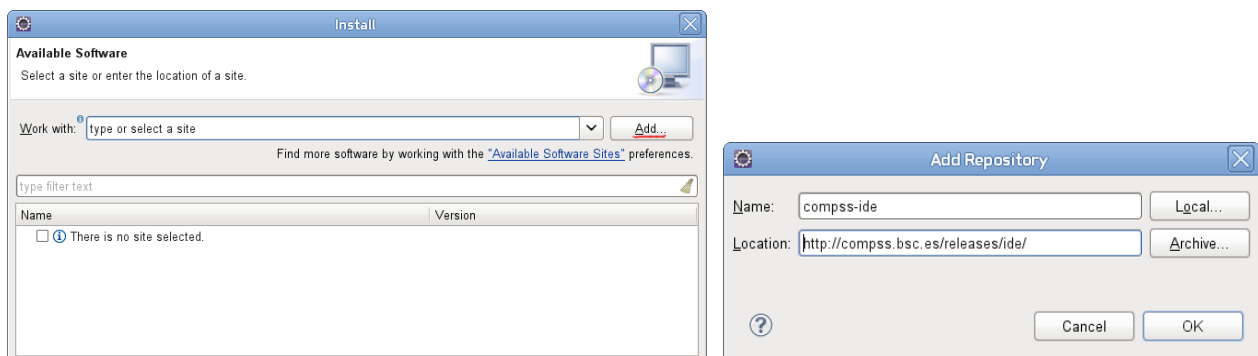 Install
Available Software
Select a site or enter the location of a site.
Work with: type or select a site Add...
Find more software by working with the "Available Software Sites" preferences.
type filter text
Name Version
There is no site selected.
Add Repository
Name: compss-ide Local...
Location: http://compss.bsc.es/releases/ide/ Archive...
Cancel OK